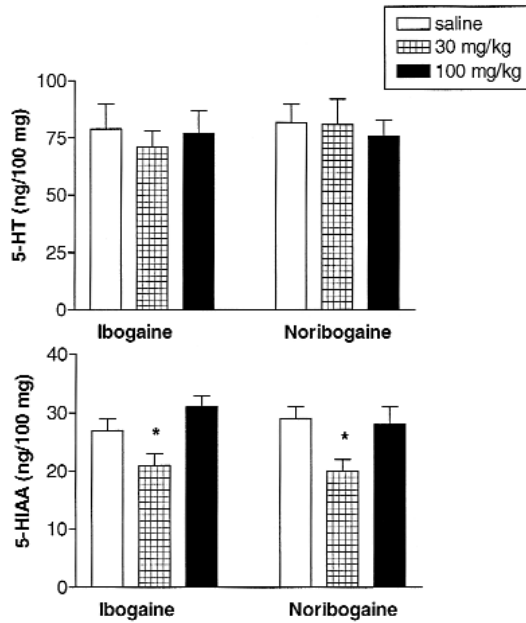 saline
30 mg/kg
100 mg/kg
100
75
50
25
0
5-HT (ng/100 mg)
Ibogaine Noribogaine
40
30
20
10
0
5-HIAA (ng/100 mg)
* *
Ibogaine Noribogaine